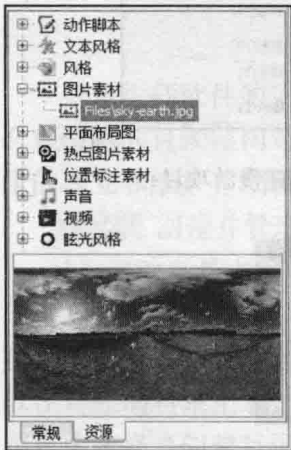 动作脚本
文本风格
风格
图片素材
Files\sky-earth.jpg
平面布局图
热点图片素材
位置标注素材
声音
视频
眩光风格
常规 资源